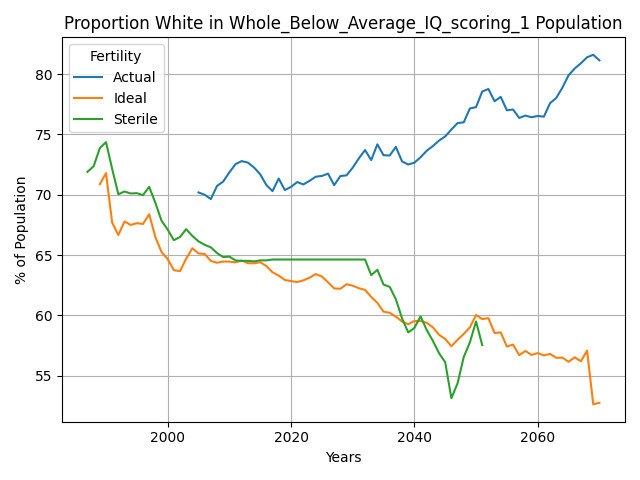 Proportion White in Whole_Below_Average_IQ_scoring_1 Population
Fertility
Actual
Ideal
Sterile
% of Population
80
75
70
65
60
55
2000
2020
2040
2060
Years